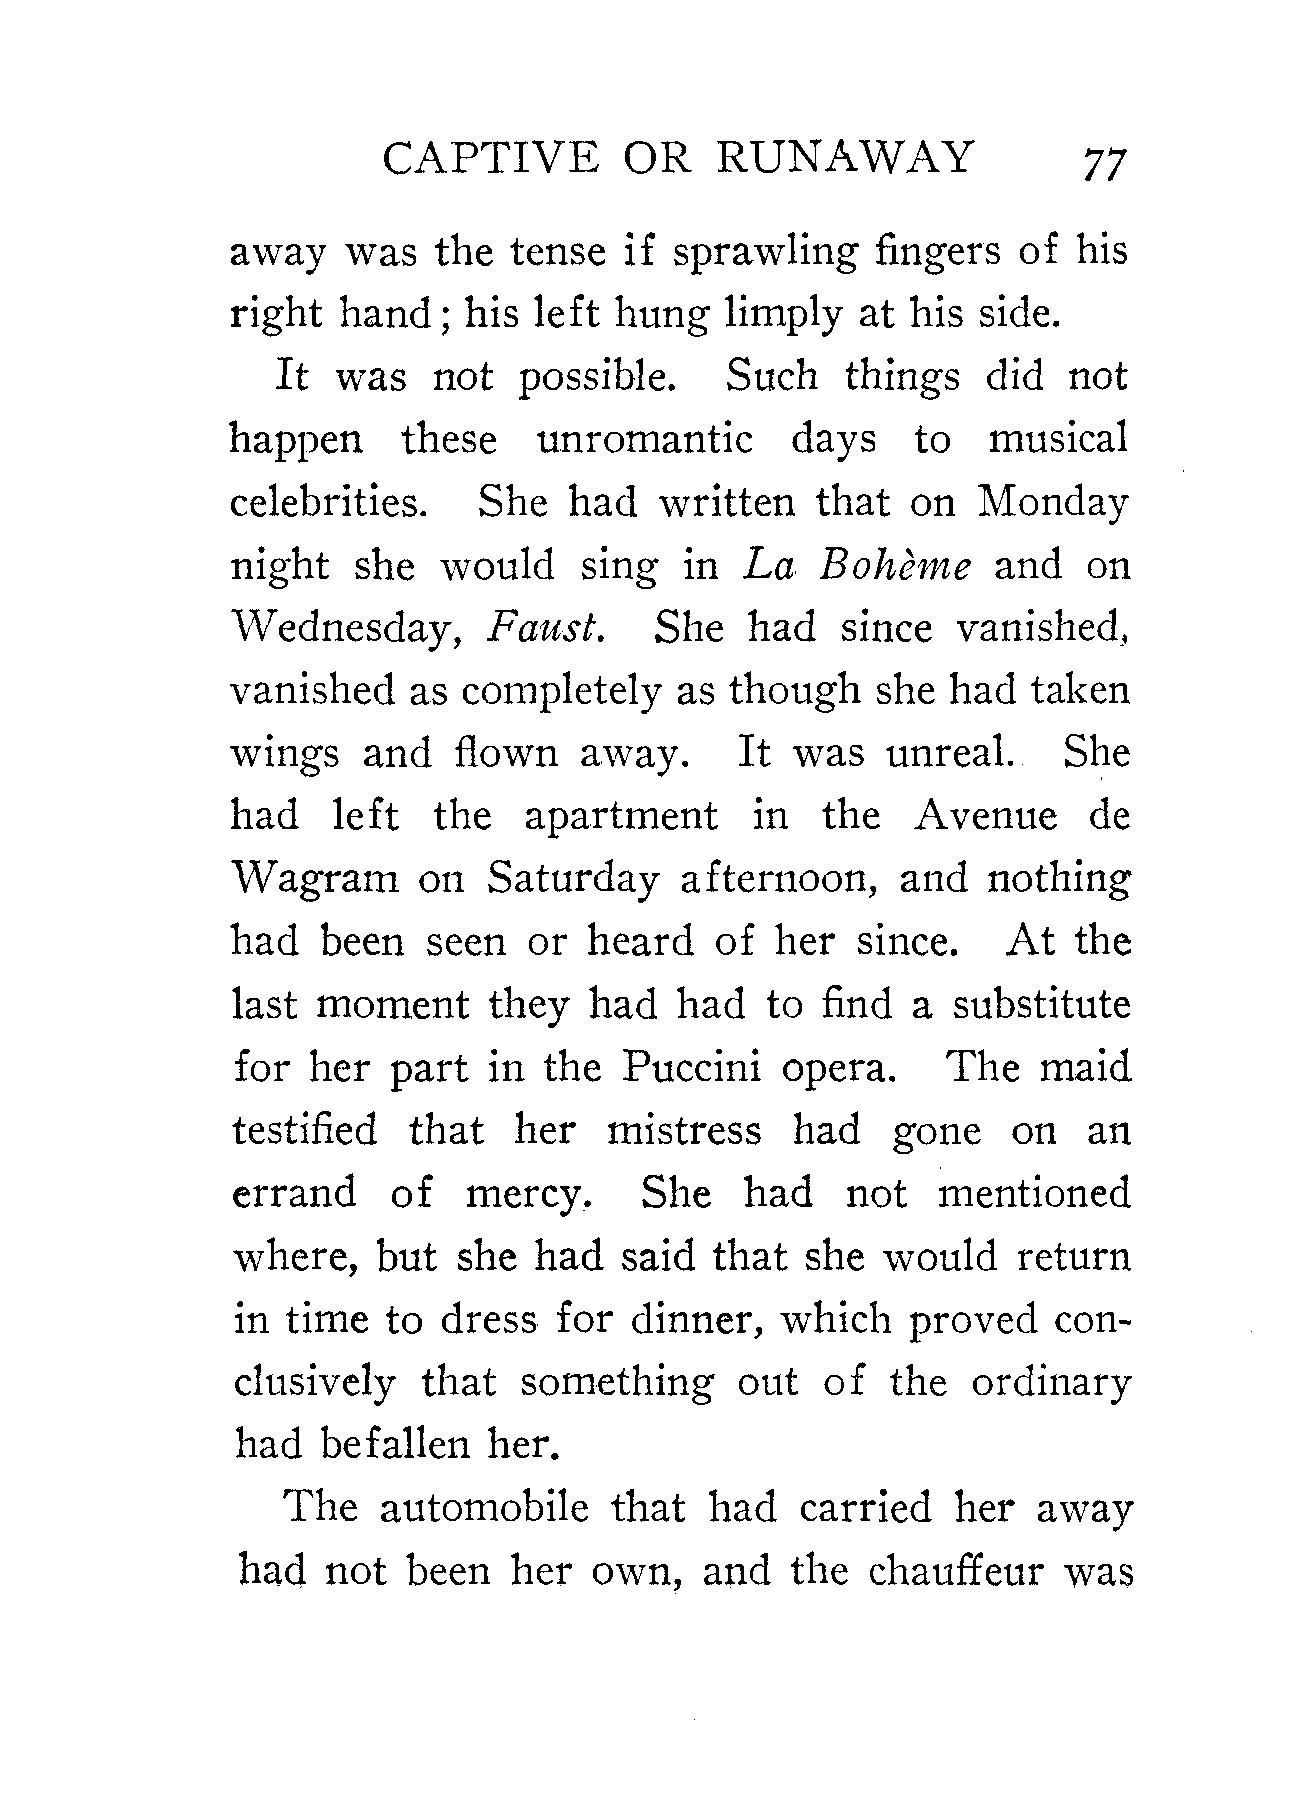 CAPTIVE OR RUNAWAY 77
away was the tense if sprawling fingers of his
right hand; his left hung limply at his side.
It was not possible. Such things did not
happen these unromantic days to musical
celebrities. She had written that on Monday
night she would sing in La Bohème and on
Wednesday, Faust. She had since vanished,
vanished as completely as though she had taken
wings and flown away. It was unreal. She
had left the apartment in the Avenue de
Wagram on Saturday afternoon, and nothing
had been seen or heard of her since. At the
last moment they had had to find a substitute
for her part in the Puccini opera. The maid
testified that her mistress had gone on an
errand of mercy. She had not mentioned
where, but she had said that she would return
in time to dress for dinner, which proved con-
clusively that something out of the ordinary
had befallen her.
The automobile that had carried her away
had not been her own, and the chauffeur was